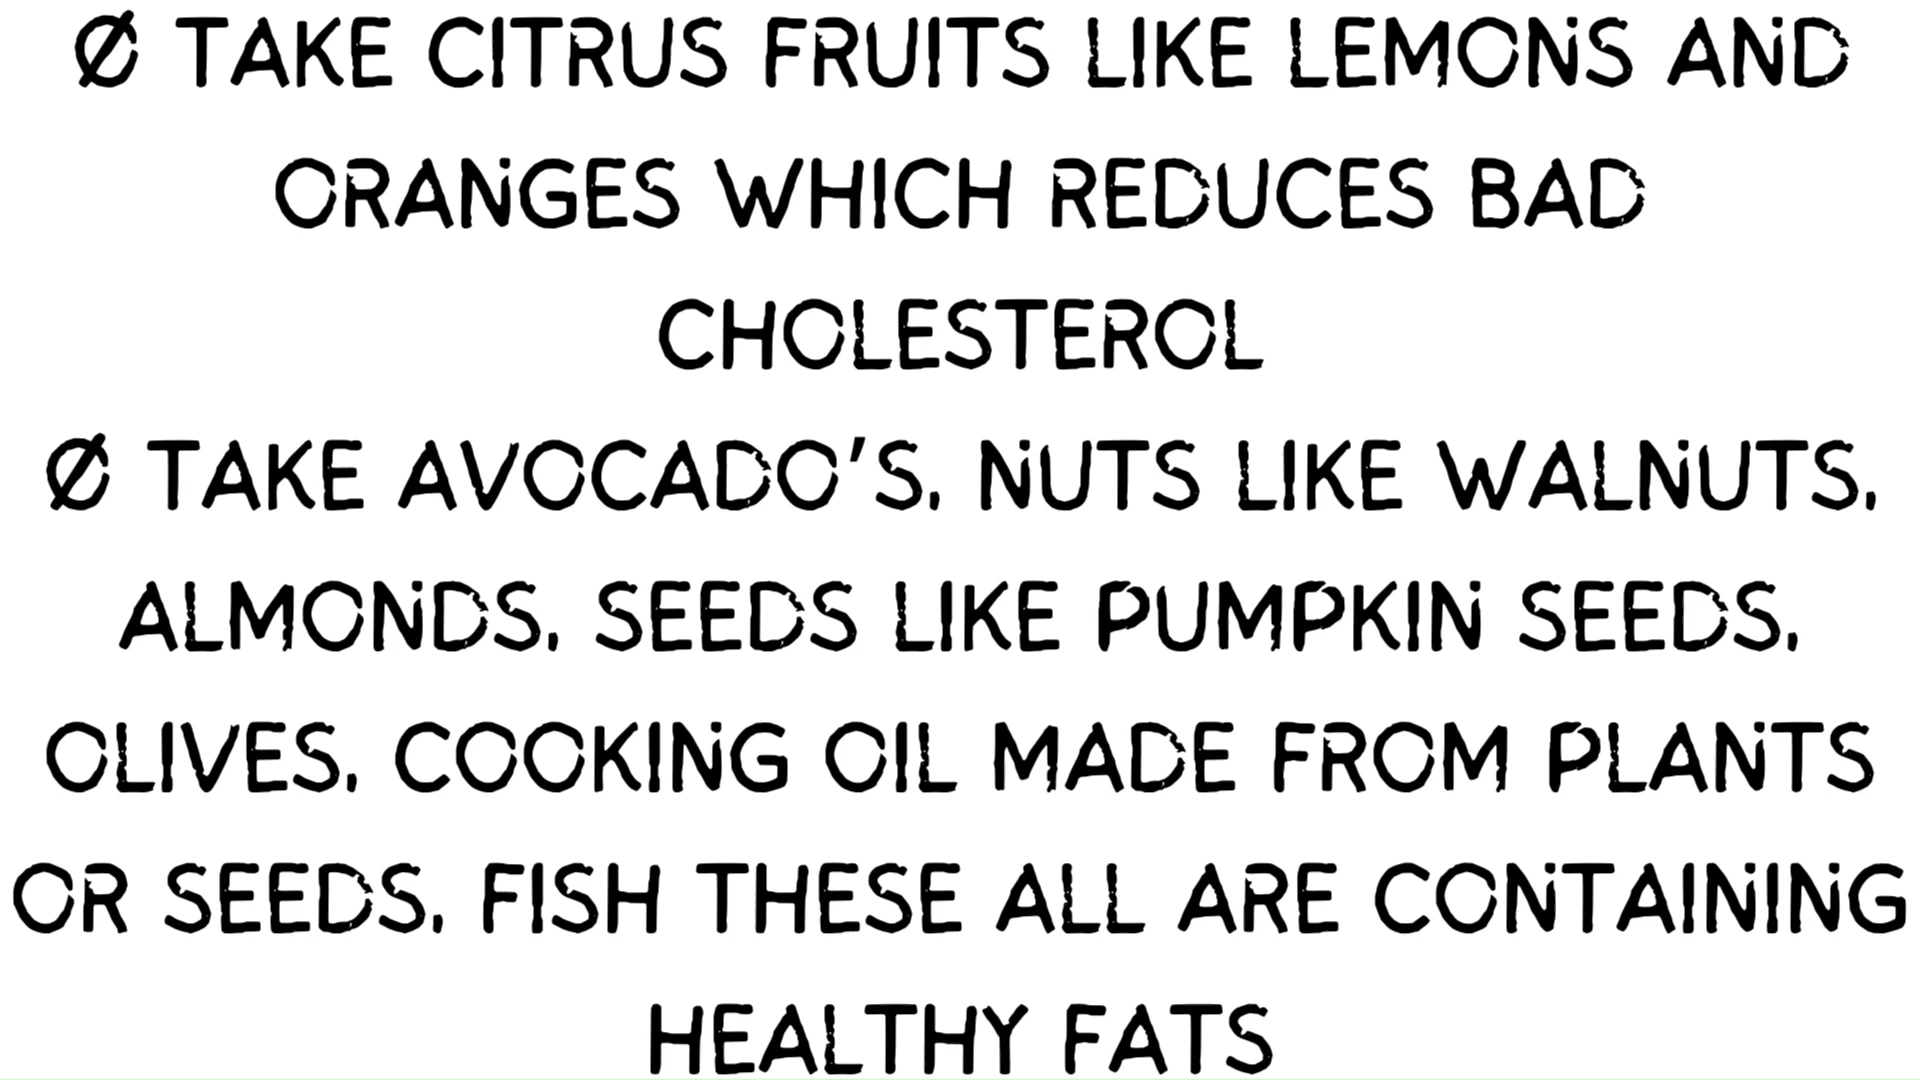 Ø TAKE CITRUS FRUITS LIKE LEMONS AND
ORANGES WHICH REDUCES BAD
CHOLESTEROL
Ø TAKE AVOCADO'S, NUTS LIKE WALNUTS,
ALMONDS, SEEDS LIKE PUMPKIN SEEDS,
OLIVES, COOKING OIL MADE FROM PLANTS
OR SEEDS, FISH THESE ALL ARE CONTAINING
HEALTHY FATS